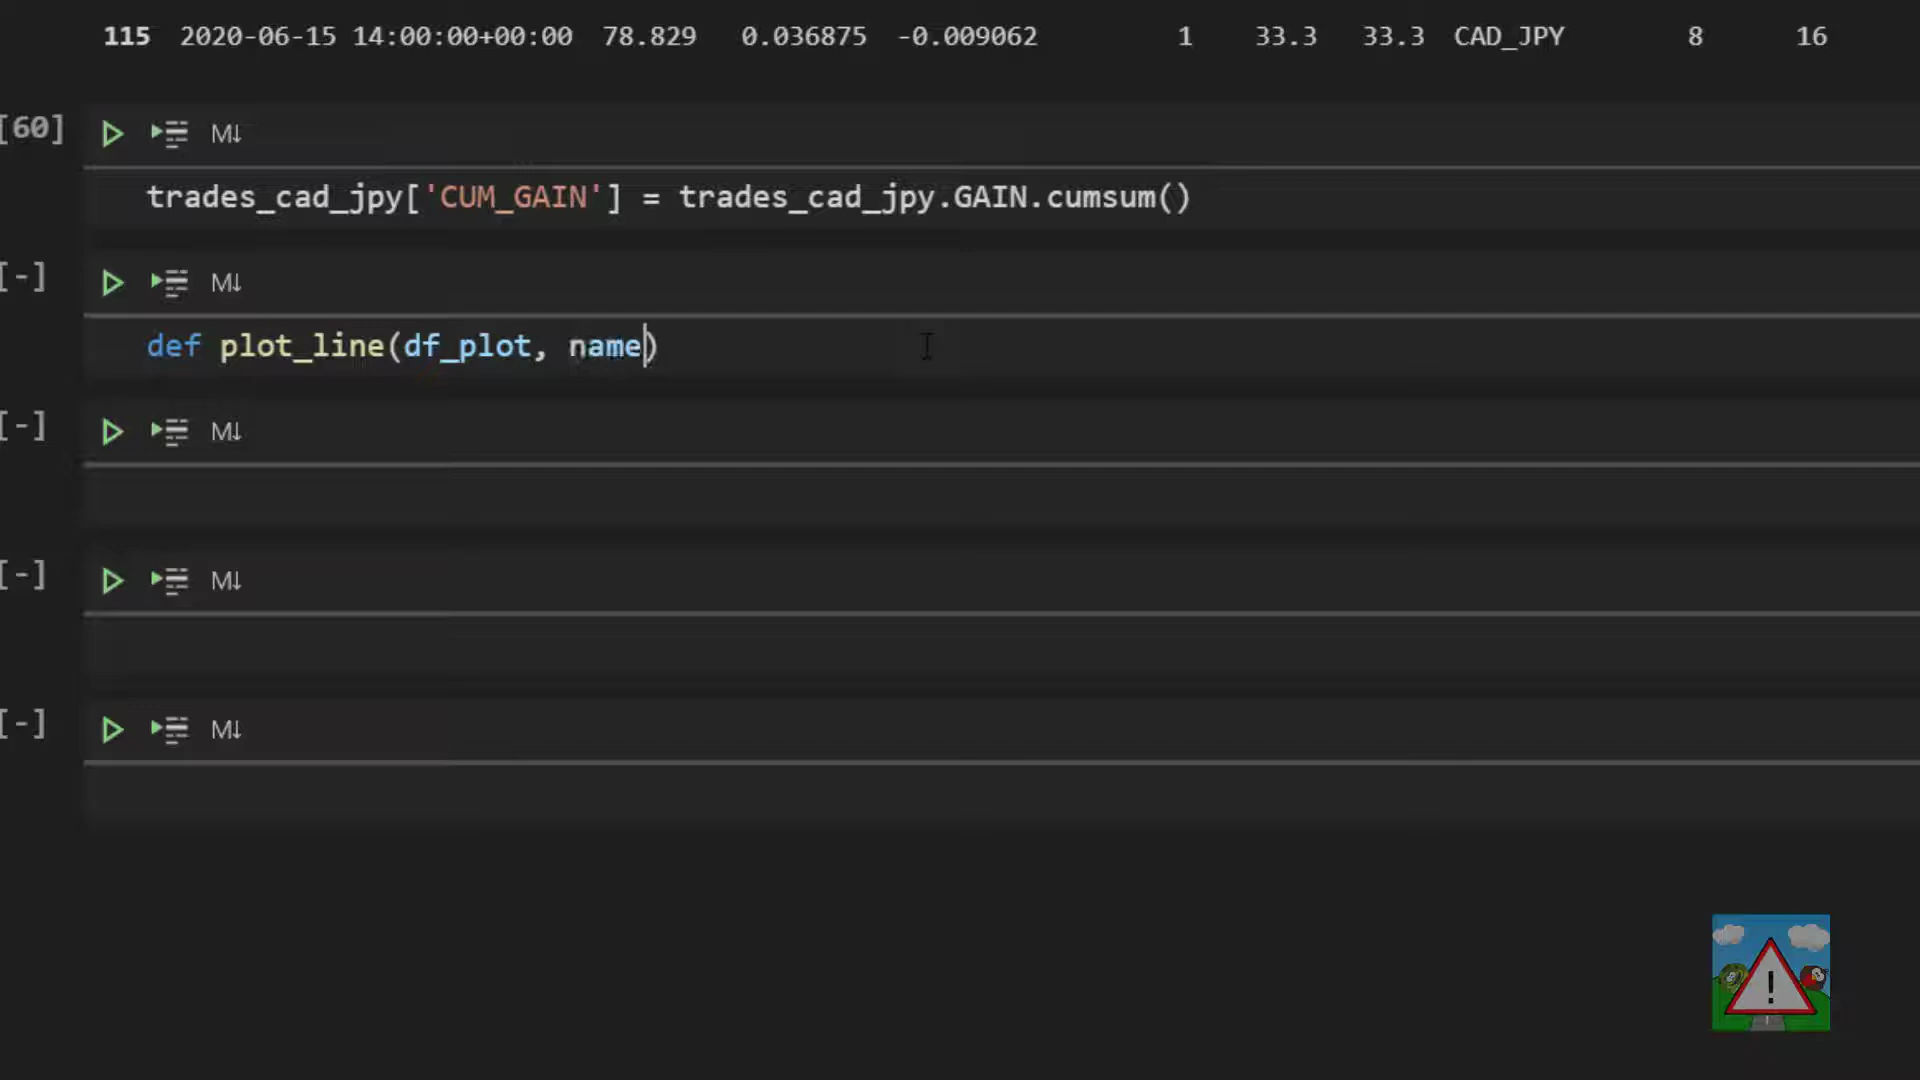 115 2020-06-15 14:00:00+00:00 78.829 0.036875 -0.009062 1 33.3 33.3 CAD_JPY 8 16
[60] M↓
trades_cad_jpy['CUM_GAIN'] = trades_cad_jpy.GAIN.cumsum()
[-] M↓
def plot_line(df_plot, name)
[-] M↓
[-] M↓
[-] M↓
!